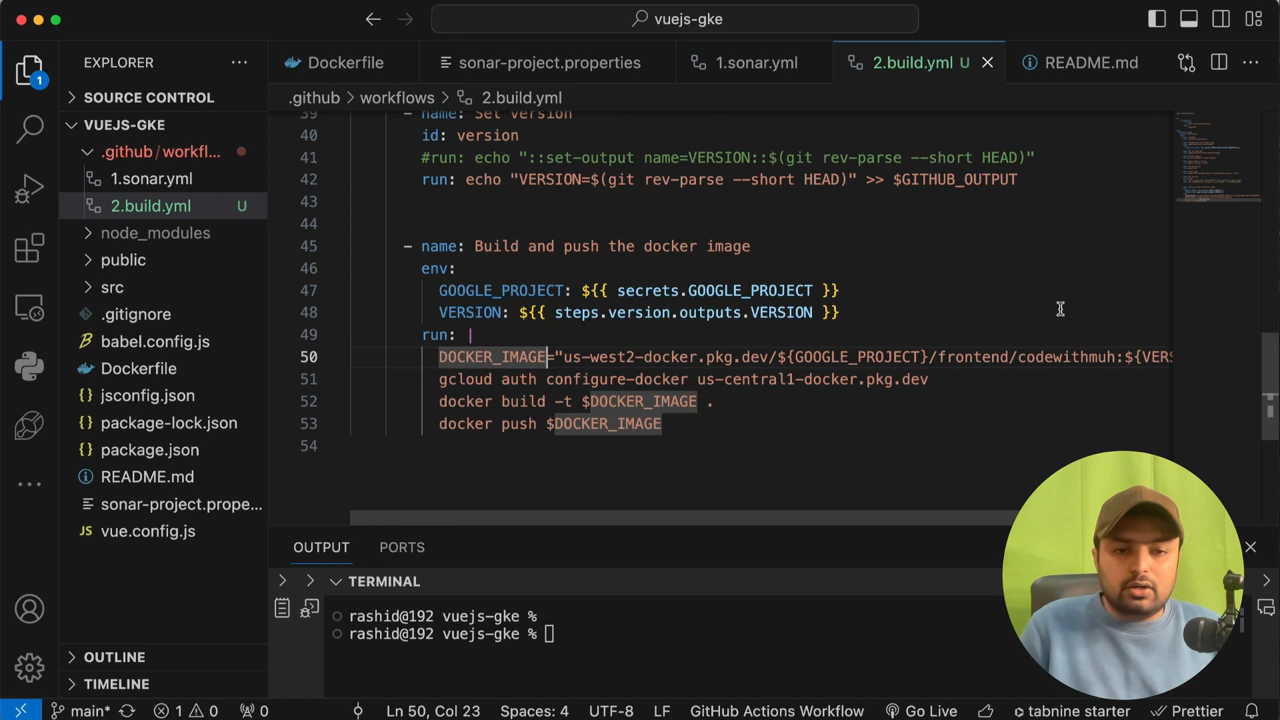 vuejs-gke
EXPLORER
Dockerfile
sonar-project.properties
1.sonar.yml
2.build.yml U
README.md
SOURCE CONTROL
.github
workflows
2.build.yml
VUEJS-GKE
.github/workfl...
1.sonar.yml
2.build.yml U
node_modules
public
src
.gitignore
babel.config.js
Dockerfile
jsconfig.json
package-lock.json
package.json
README.md
sonar-project.prope...
vue.config.js
OUTLINE
TIMELINE
1
39 - name: Set version
40 id: version
41 #run: echo "::set-output name=VERSION::$(git rev-parse --short HEAD)"
42 run: echo "VERSION=$(git rev-parse --short HEAD)" >> $GITHUB_OUTPUT
43
44
45 - name: Build and push the docker image
46 env:
47 GOOGLE_PROJECT: ${{ secrets.GOOGLE_PROJECT }}
48 VERSION: ${{ steps.version.outputs.VERSION }}
49 run: |
50 DOCKER_IMAGE="us-west2-docker.pkg.dev/${GOOGLE_PROJECT}/frontend/codewithmuh:${VERS
51 gcloud auth configure-docker us-central1-docker.pkg.dev
52 docker build -t $DOCKER_IMAGE .
53 docker push $DOCKER_IMAGE
54
OUTPUT
PORTS
TERMINAL
rashid@192 vuejs-gke %
rashid@192 vuejs-gke %
main*
1
0
0
Ln 50, Col 23
Spaces: 4
UTF-8
LF
GitHub Actions Workflow
Go Live
tabnine starter
Prettier